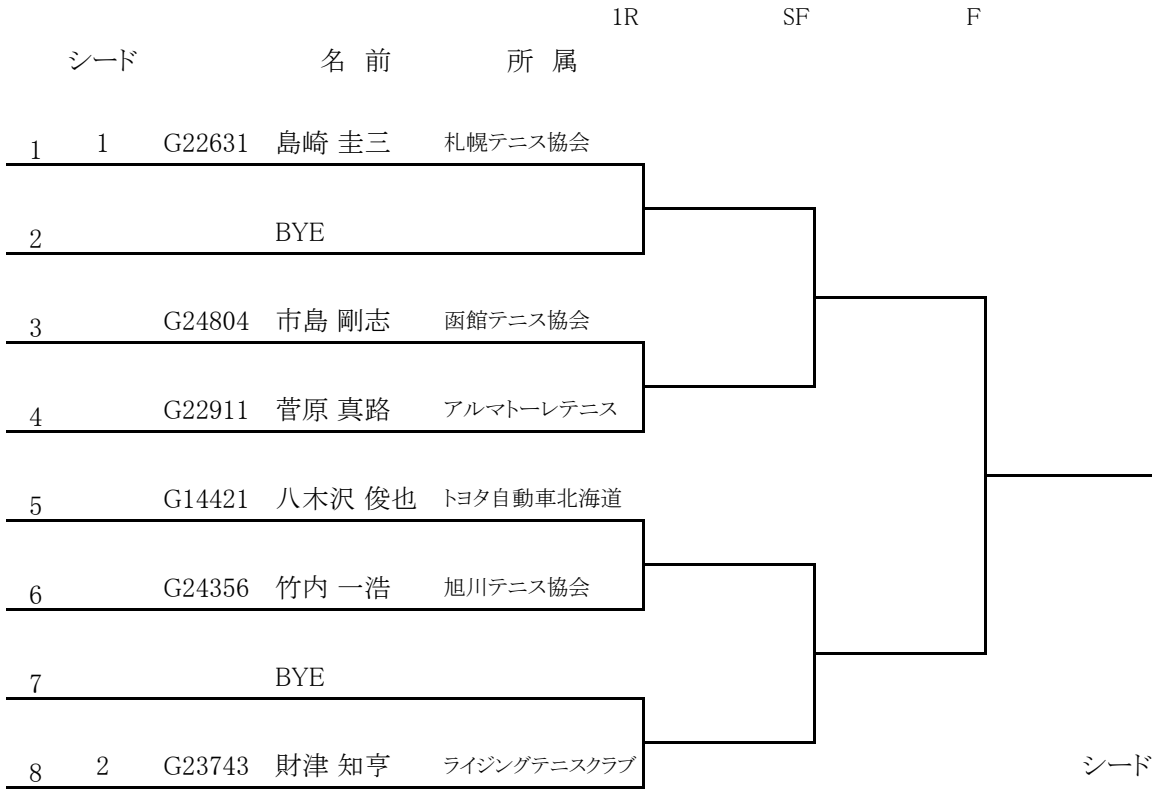 1R SF F
シード 名 前 所 属
1 1 G22631 島崎 圭三 札幌テニス協会
2 BYE
3 G24804 市島 剛志 函館テニス協会
4 G22911 菅原 真路 アルマトーレテニス
5 G14421 八木沢 俊也 トヨタ自動車北海道
6 G24356 竹内 一浩 旭川テニス協会
7 BYE
8 2 G23743 財津 知亨 ライジングテニスクラブ シード